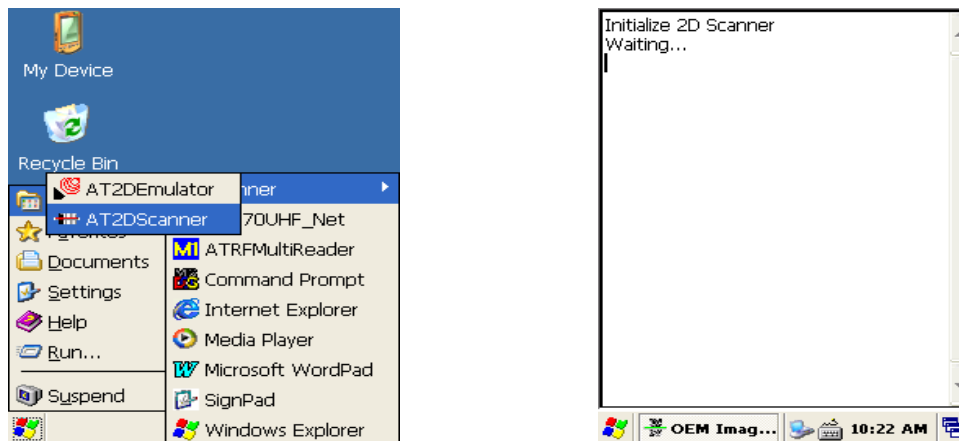 My Device
Recycle Bin
AT2DEmulator
AT2DScanner
nner
70UHF_Net
Favorites
ATRFMultiReader
Documents
Command Prompt
Settings
Internet Explorer
Help
Media Player
Run...
Microsoft WordPad
Suspend
SignPad
Windows Explorer
Initialize 2D Scanner
Waiting...
OEM Imag...
10:22 AM